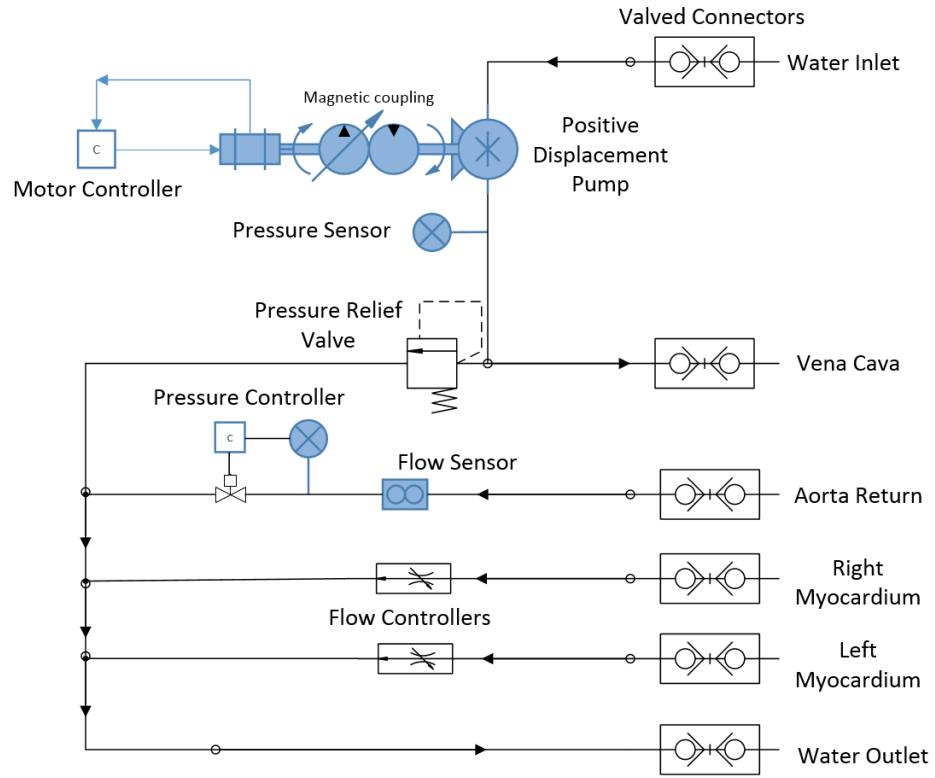 Valved Connectors
Water Inlet
Magnetic coupling
Positive
Displacement
Pump
C
Motor Controller
Pressure Sensor
Pressure Relief
Valve
Vena Cava
Pressure Controller
C
Flow Sensor
Aorta Return
Right
Myocardium
Flow Controllers
Left
Myocardium
Water Outlet